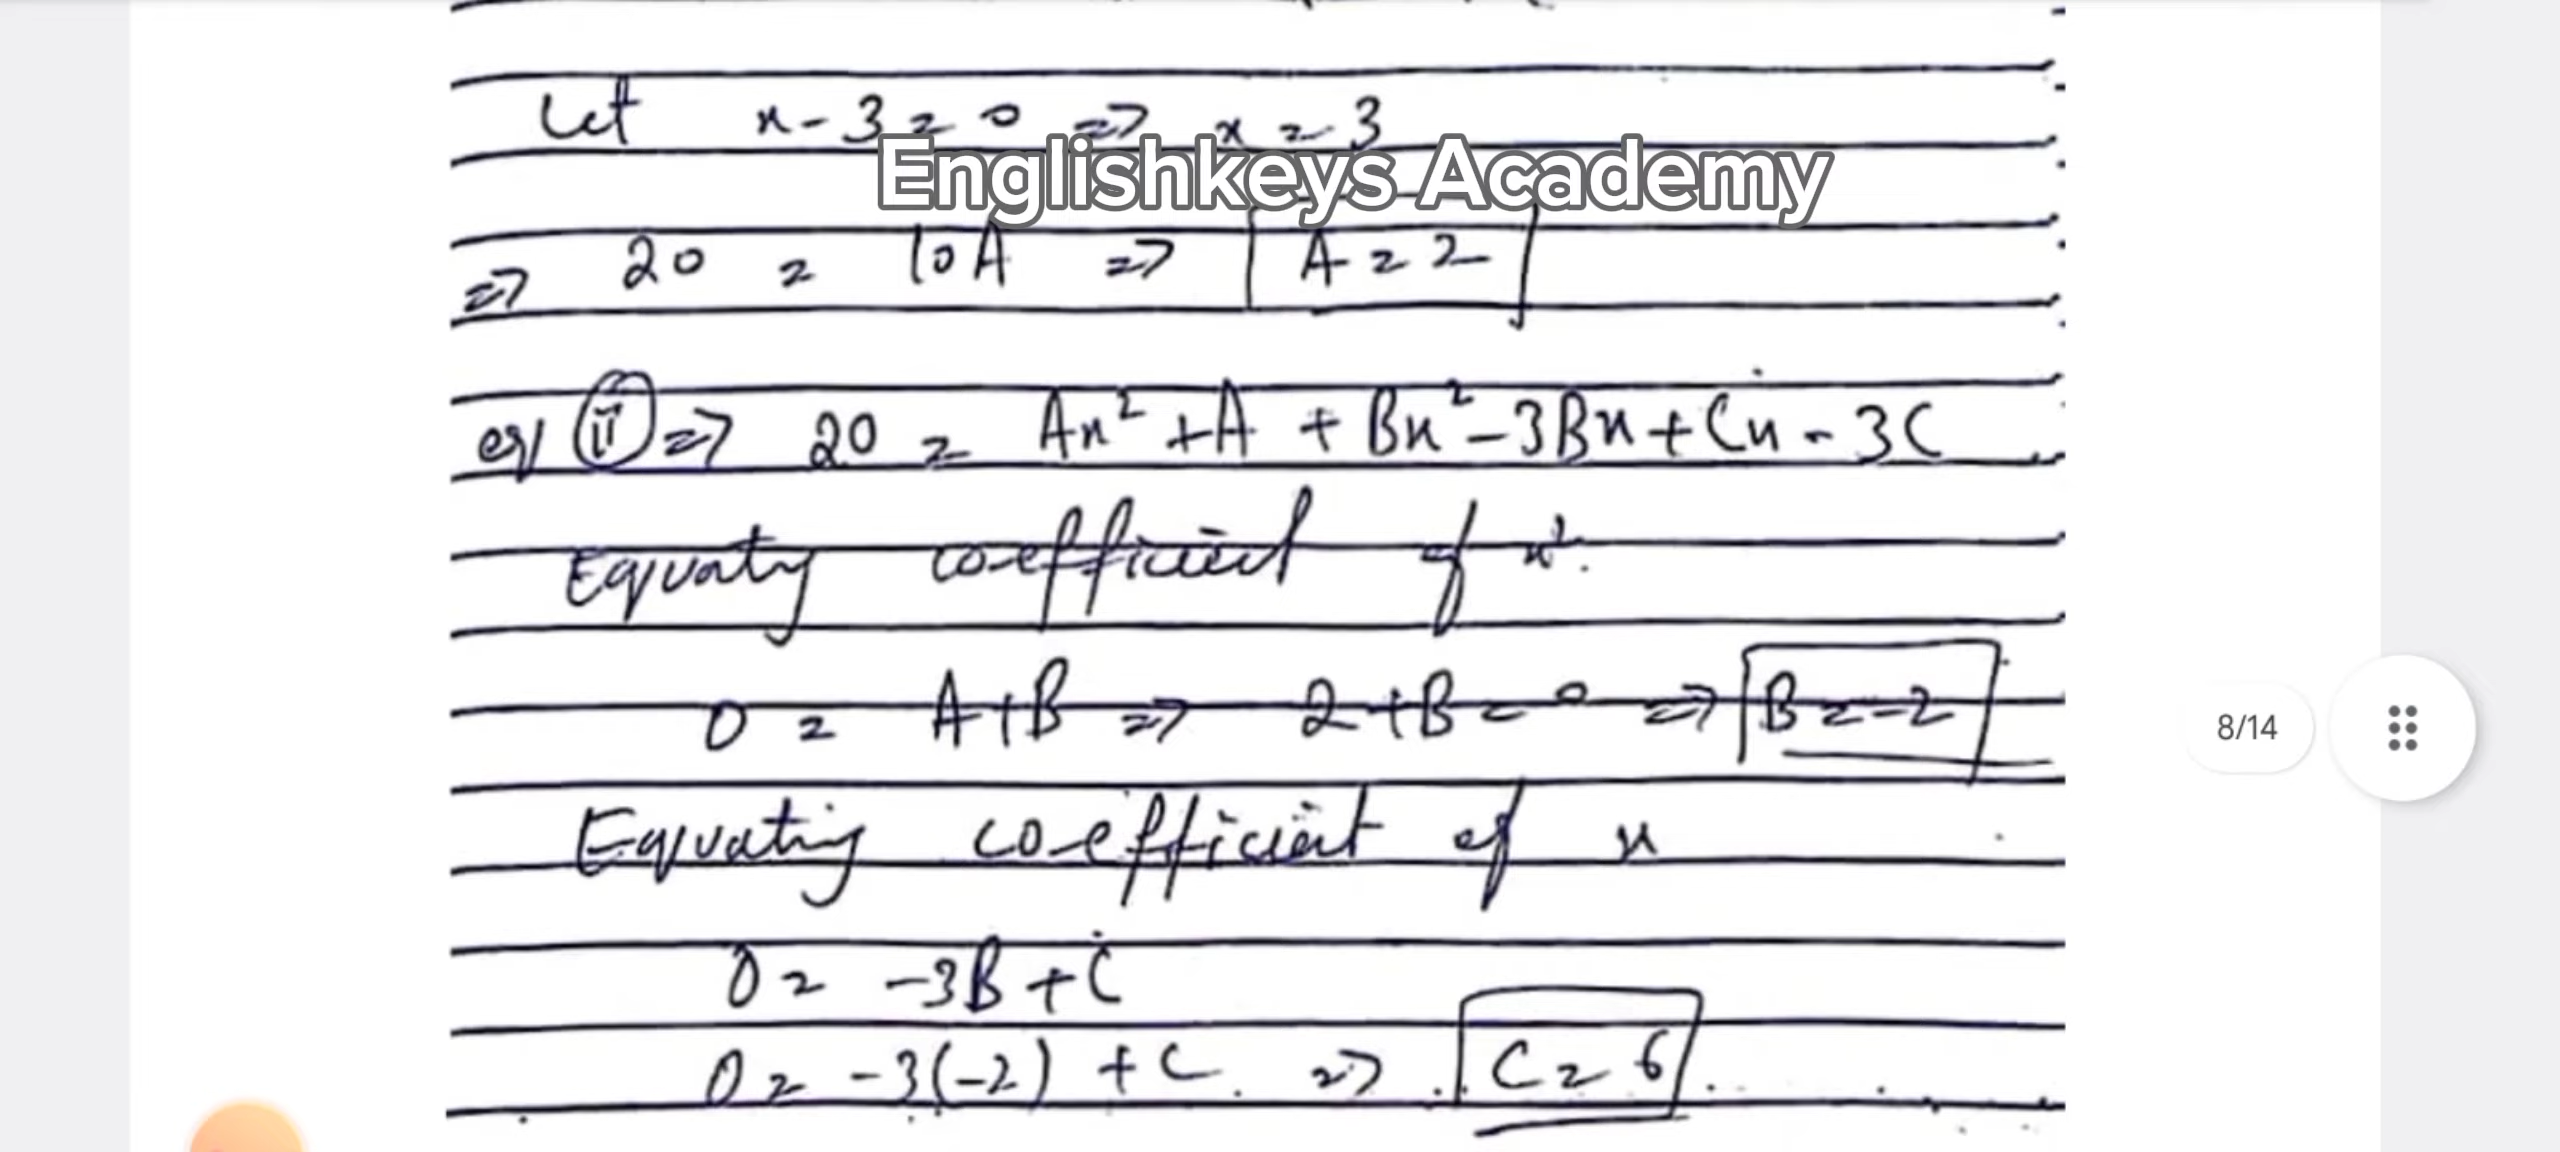 Let x - 3 = 0 => x = 3
Englishkeys Academy
=> 20 = 10A => A = 2
eq (ii) => 20 = Ax² + A + Bx² - 3Bx + Cx - 3C
Equaty coefficient of x².
0 = A+B => 2+B = 0 => B = -2
8/14
Equating coefficient of x
0 = -3B + C
0 = -3(-2) + C => C = 6